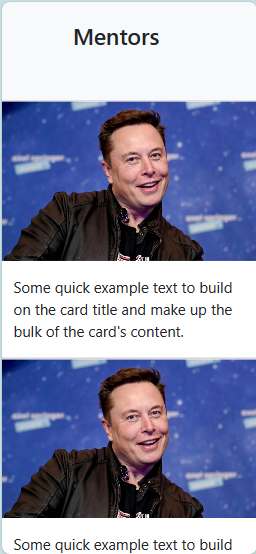 Mentors
Some quick example text to build
on the card title and make up the
bulk of the card's content.
Some quick example text to build